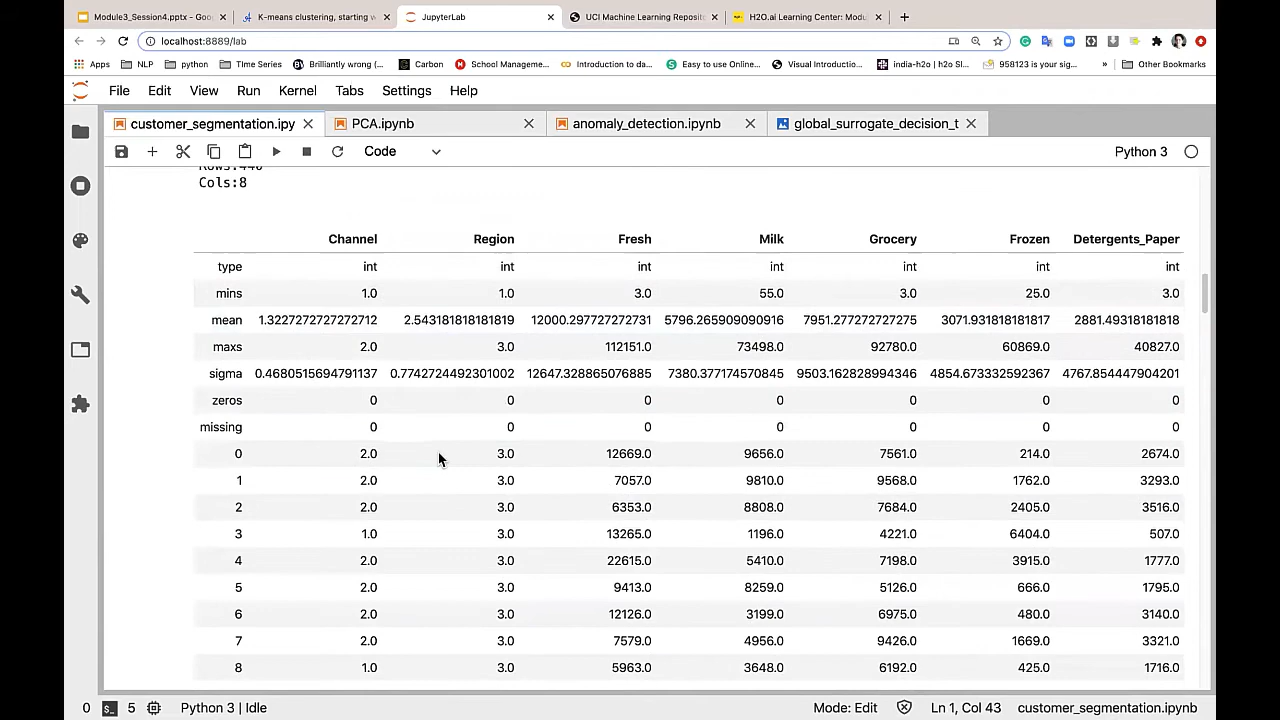 Module3_Session4.pptx - Goo
K-means clustering, starting w
JupyterLab
UCI Machine Learning Reposit
H2O.ai Learning Center: Modu
localhost:8889/lab
Apps NLP python TIme Series Brilliantly wrong (... Carbon School Manageme... Introduction to da... Easy to use Online... Visual Introductio... india-h2o | h2o Sl... 958123 is your sig... » Other Bookmarks
File Edit View Run Kernel Tabs Settings Help
customer_segmentation.ipy PCA.ipynb anomaly_detection.ipynb global_surrogate_decision_t
Code Python 3
Rows:440
Cols:8
Channel Region Fresh Milk Grocery Frozen Detergents_Paper
type int int int int int int int
mins 1.0 1.0 3.0 55.0 3.0 25.0 3.0
mean 1.3227272727272712 2.543181818181819 12000.297727272731 5796.265909090916 7951.277272727275 3071.931818181817 2881.49318181818
maxs 2.0 3.0 112151.0 73498.0 92780.0 60869.0 40827.0
sigma 0.4680515694791137 0.7742724492301002 12647.328865076885 7380.377174570845 9503.162828994346 4854.673332592367 4767.854447904201
zeros 0 0 0 0 0 0 0
missing 0 0 0 0 0 0 0
0 2.0 3.0 12669.0 9656.0 7561.0 214.0 2674.0
1 2.0 3.0 7057.0 9810.0 9568.0 1762.0 3293.0
2 2.0 3.0 6353.0 8808.0 7684.0 2405.0 3516.0
3 1.0 3.0 13265.0 1196.0 4221.0 6404.0 507.0
4 2.0 3.0 22615.0 5410.0 7198.0 3915.0 1777.0
5 2.0 3.0 9413.0 8259.0 5126.0 666.0 1795.0
6 2.0 3.0 12126.0 3199.0 6975.0 480.0 3140.0
7 2.0 3.0 7579.0 4956.0 9426.0 1669.0 3321.0
8 1.0 3.0 5963.0 3648.0 6192.0 425.0 1716.0
0 5 Python 3 | Idle Mode: Edit Ln 1, Col 43 customer_segmentation.ipynb